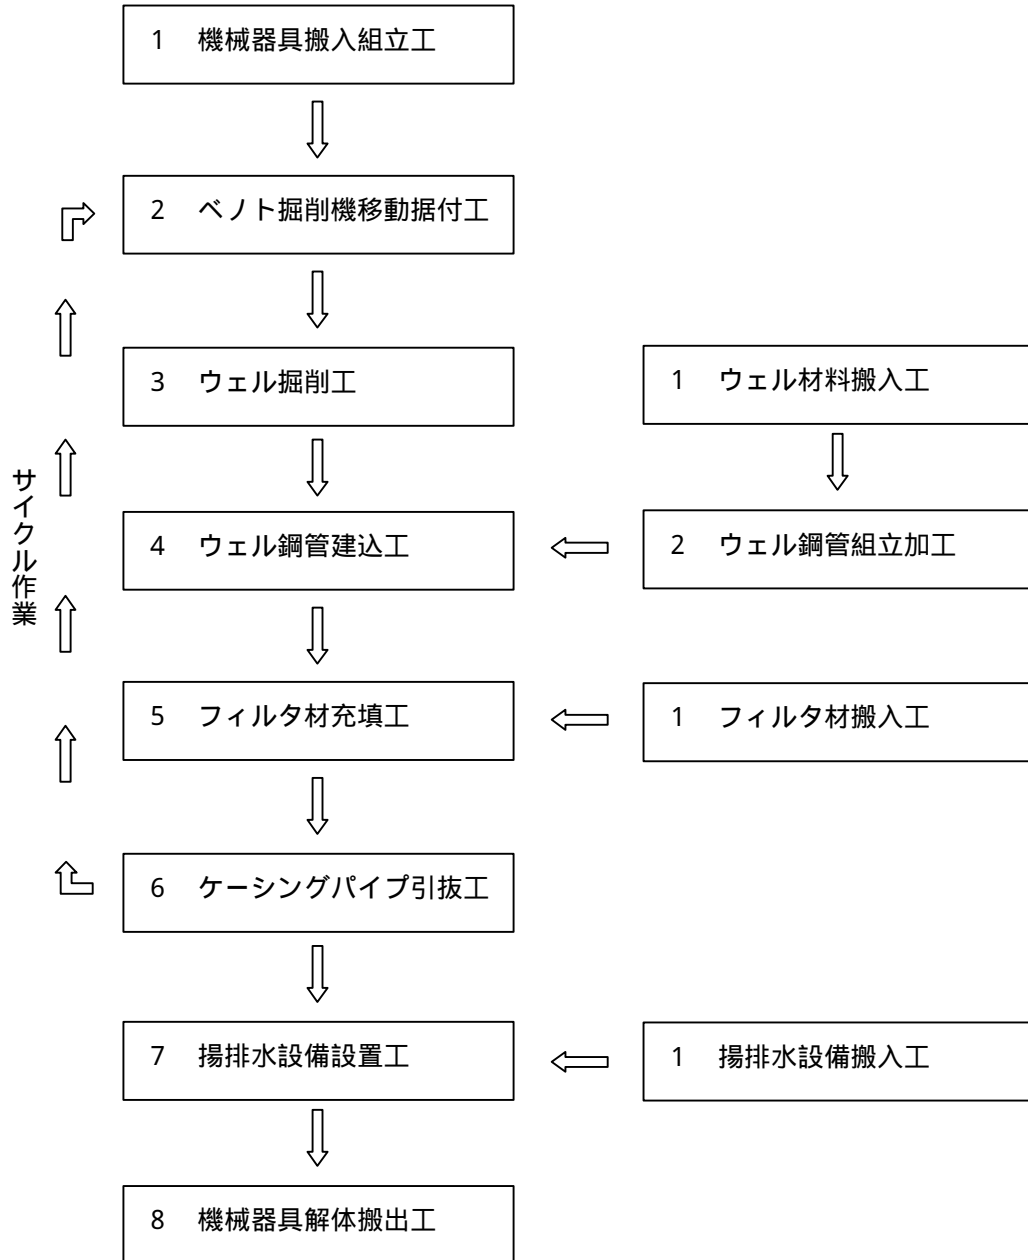 1 機械器具搬入組立工
2 ベノト掘削機移動据付工
3 ウェル掘削工
1 ウェル材料搬入工
サイクル作業
4 ウェル鋼管建込工
2 ウェル鋼管組立加工
5 フィルタ材充填工
1 フィルタ材搬入工
6 ケーシングパイプ引抜工
7 揚排水設備設置工
1 揚排水設備搬入工
8 機械器具解体搬出工